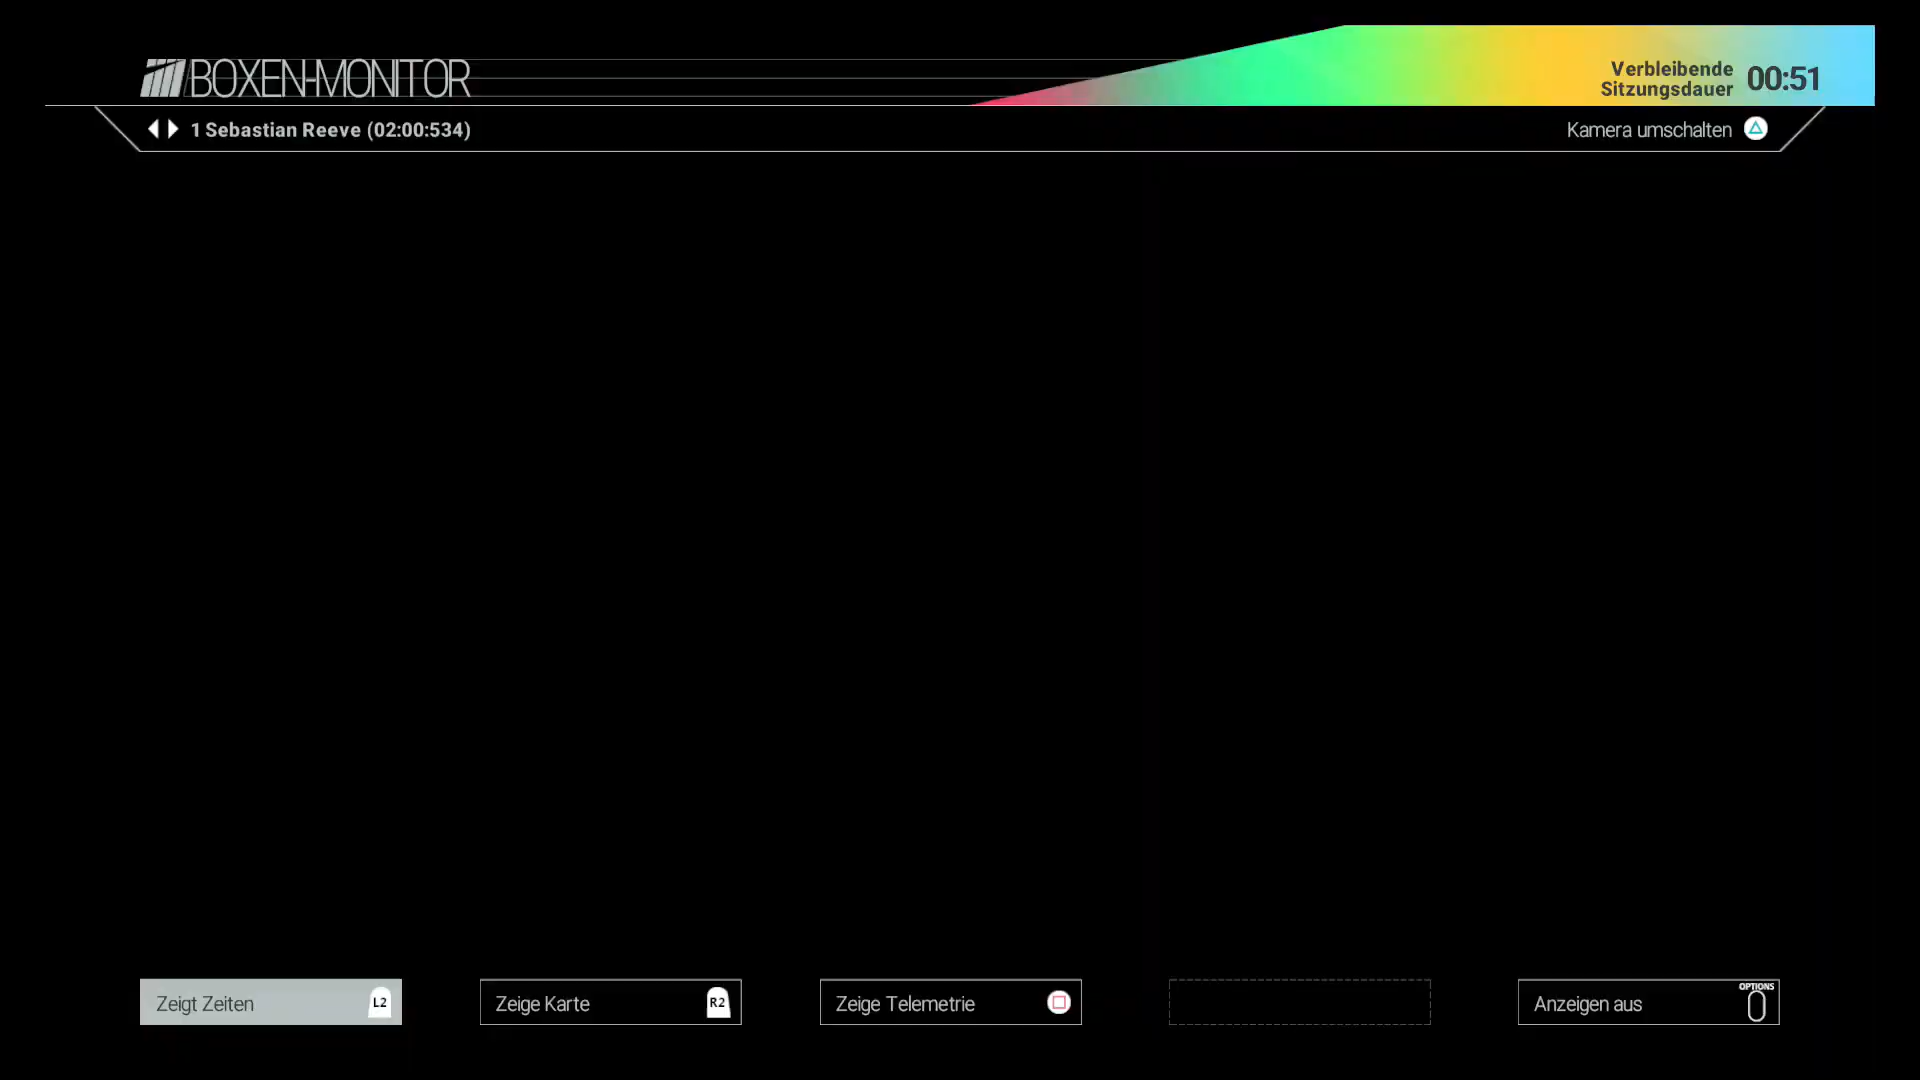 BOXEN-MONITOR
Verbleibende
Sitzungsdauer 00:51
1 Sebastian Reeve (02:00:534)
Kamera umschalten
Zeigt Zeiten L2
Zeige Karte R2
Zeige Telemetrie
Anzeigen aus OPTIONS